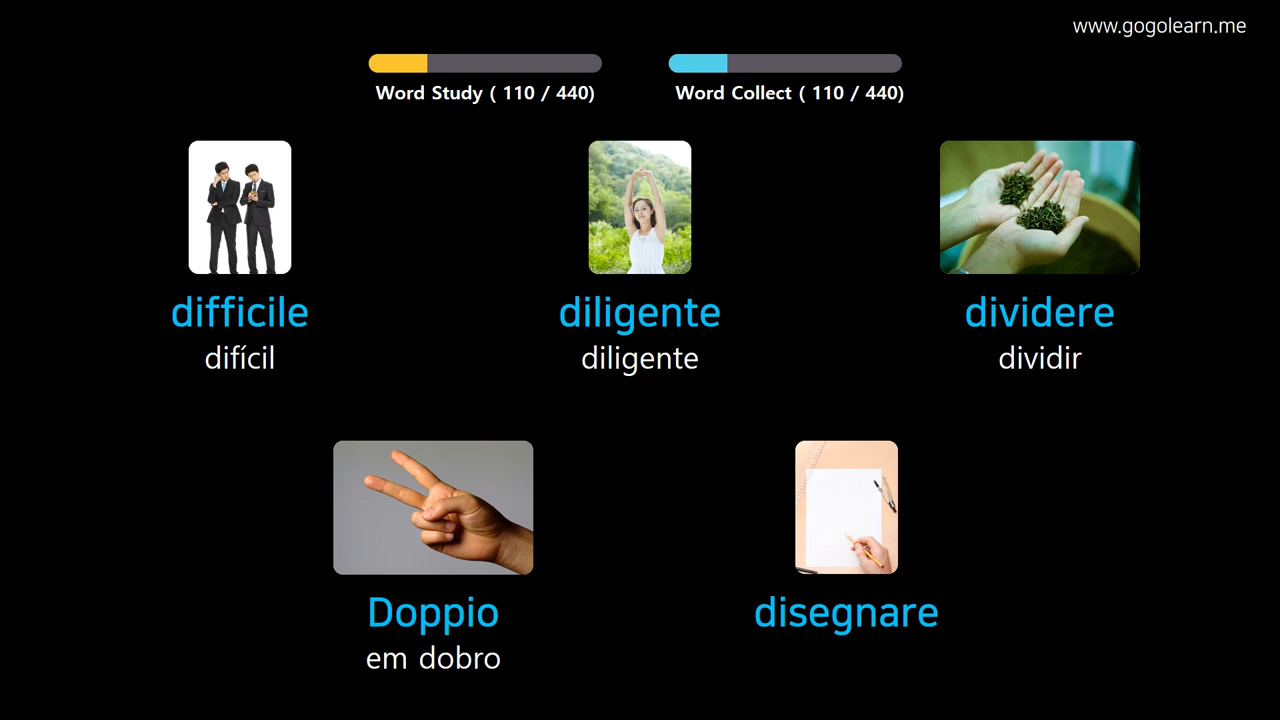 www.gogolearn.me
Word Study ( 110 / 440)
Word Collect ( 110 / 440)
difficile
difícil
diligente
diligente
dividere
dividir
Doppio
em dobro
disegnare